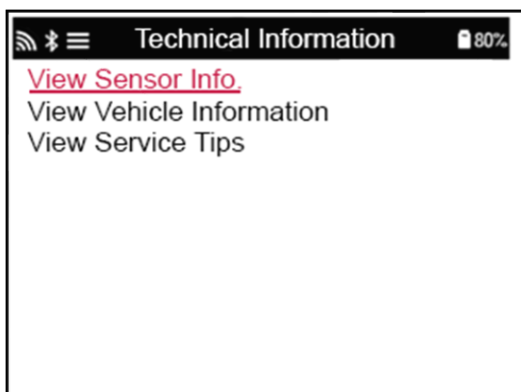 Technical Information 80%
View Sensor Info.
View Vehicle Information
View Service Tips